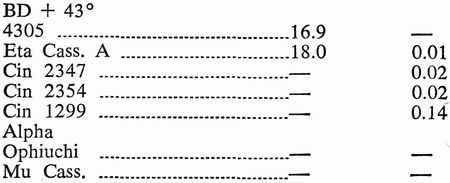 BD + 43°
4305 ........................................ 16.9 —
Eta Cass. A ............................ 18.0 0.01
Cin 2347 ................................ — 0.02
Cin 2354 ................................ — 0.02
Cin 1299 ................................ — 0.14
Alpha
Ophiuchi ................................ — —
Mu Cass. ................................ — —